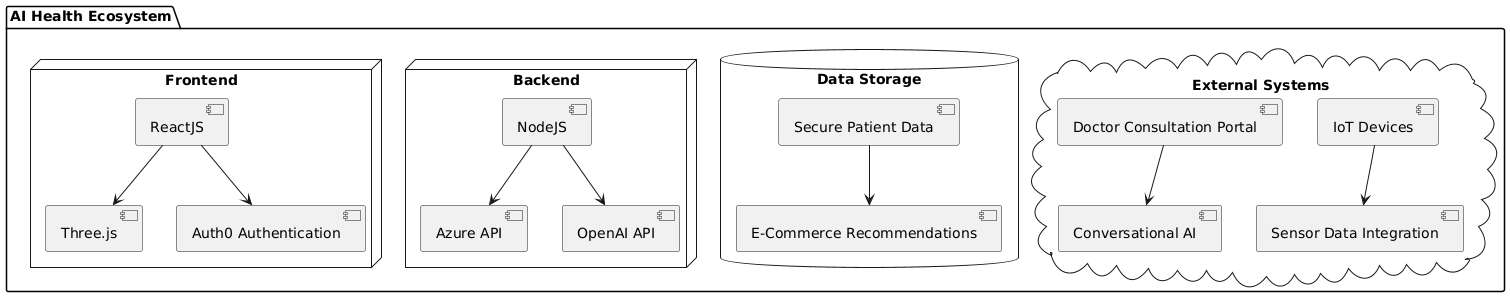 AI Health Ecosystem
Frontend
ReactJS
Three.js
Auth0 Authentication
Backend
NodeJS
Azure API
OpenAI API
Data Storage
Secure Patient Data
E-Commerce Recommendations
External Systems
Doctor Consultation Portal
IoT Devices
Conversational AI
Sensor Data Integration